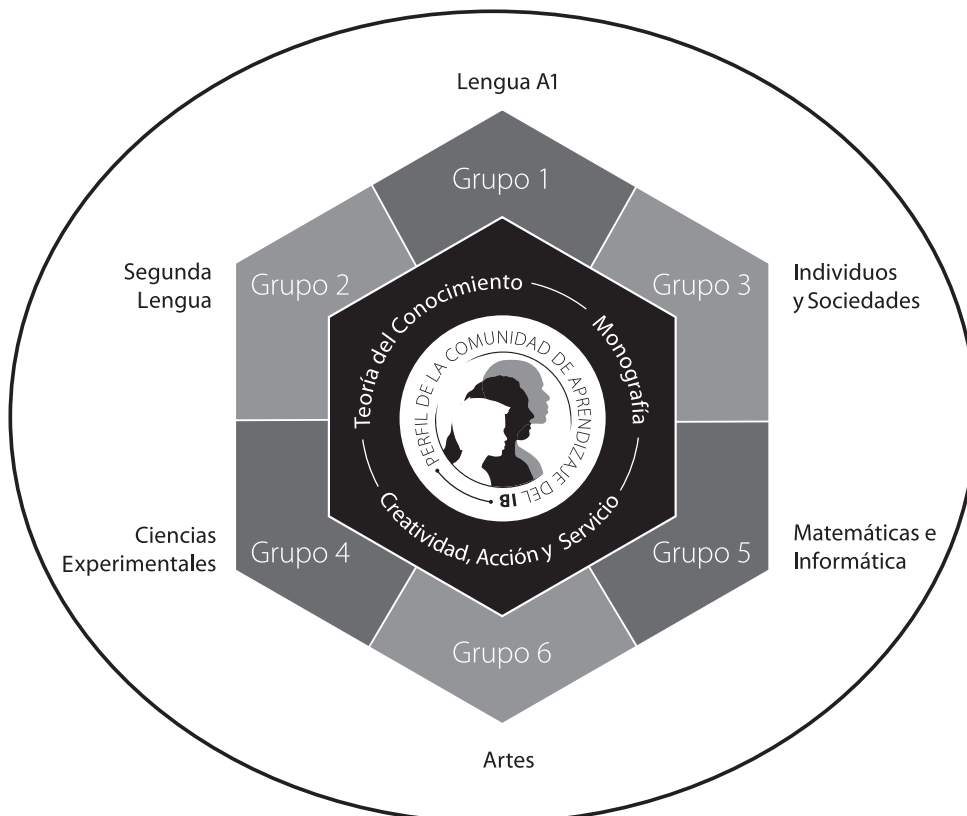 Lengua A1
Grupo 1
Segunda
Lengua
Grupo 2
Grupo 3
Individuos
y Sociedades
Teoría del Conocimiento
Monografía
PERFIL DE LA COMUNIDAD DE APRENDIZAJE DEL IB
Creatividad, Acción y Servicio
Ciencias
Experimentales
Grupo 4
Grupo 5
Matemáticas e
Informática
Grupo 6
Artes